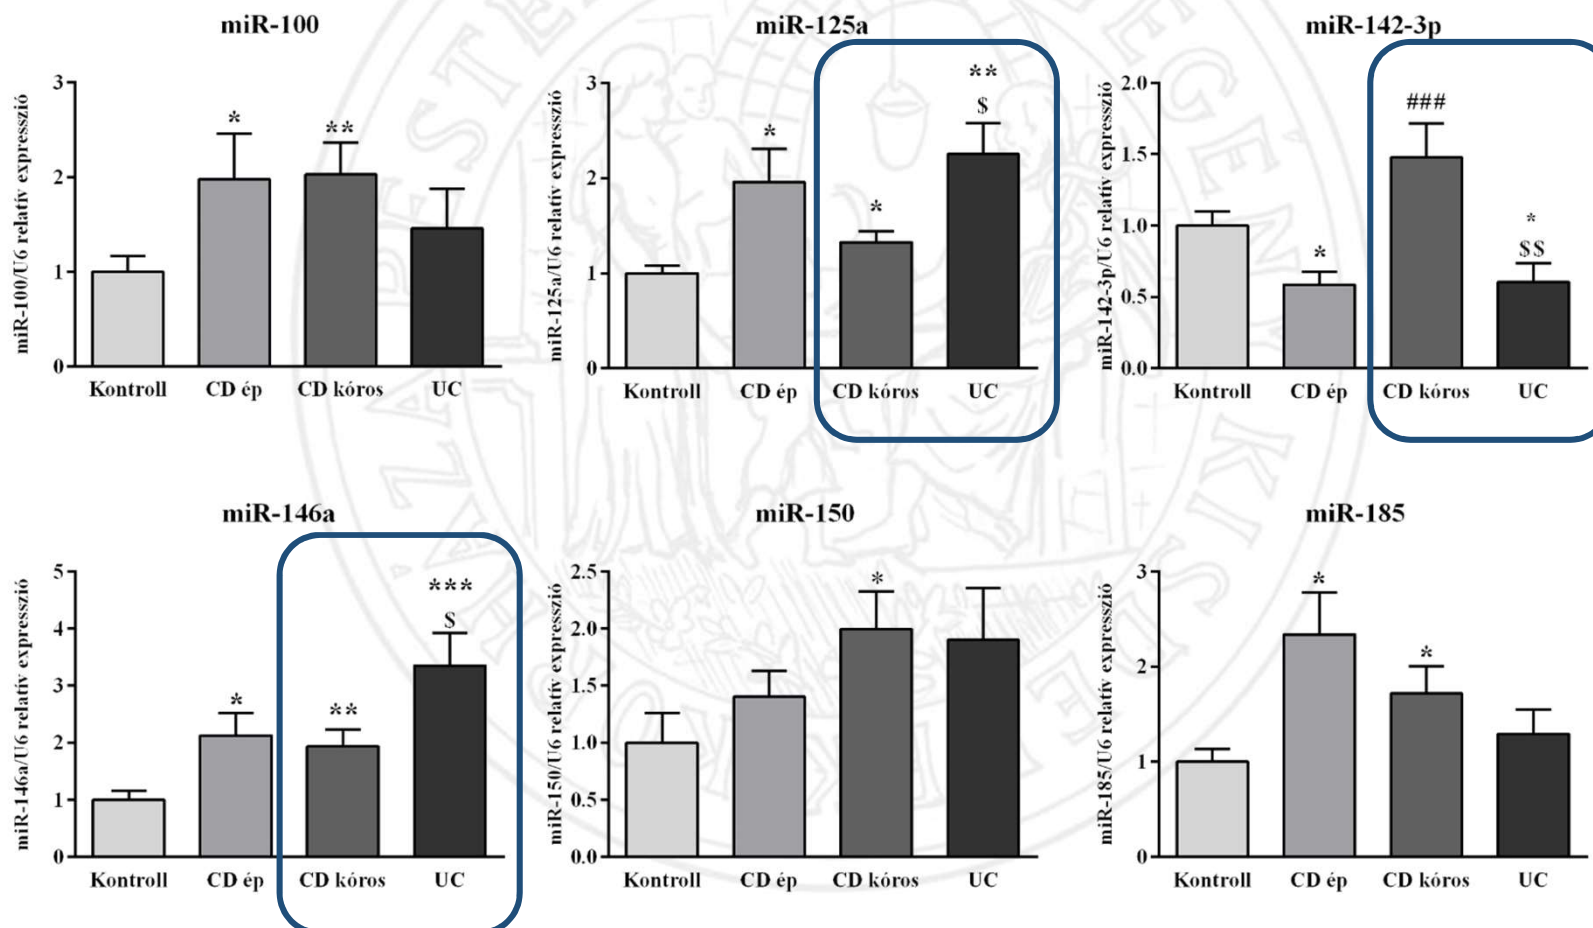 miR-100
miR-100/U6 relatív expresszió
3
2
1
0
*
**
Kontroll CD ép CD kóros UC
miR-125a
miR-125a/U6 relatív expresszió
3
2
1
0
*
*
**
$
Kontroll CD ép CD kóros UC
miR-142-3p
miR-142-3p/U6 relatív expresszió
2.0
1.5
1.0
0.5
0.0
*
###
*
$$
Kontroll CD ép CD kóros UC
miR-146a
miR-146a/U6 relatív expresszió
5
4
3
2
1
0
*
**
***
$
Kontroll CD ép CD kóros UC
miR-150
miR-150/U6 relatív expresszió
2.5
2.0
1.5
1.0
0.5
0.0
*
Kontroll CD ép CD kóros UC
miR-185
miR-185/U6 relatív expresszió
3
2
1
0
*
*
Kontroll CD ép CD kóros UC